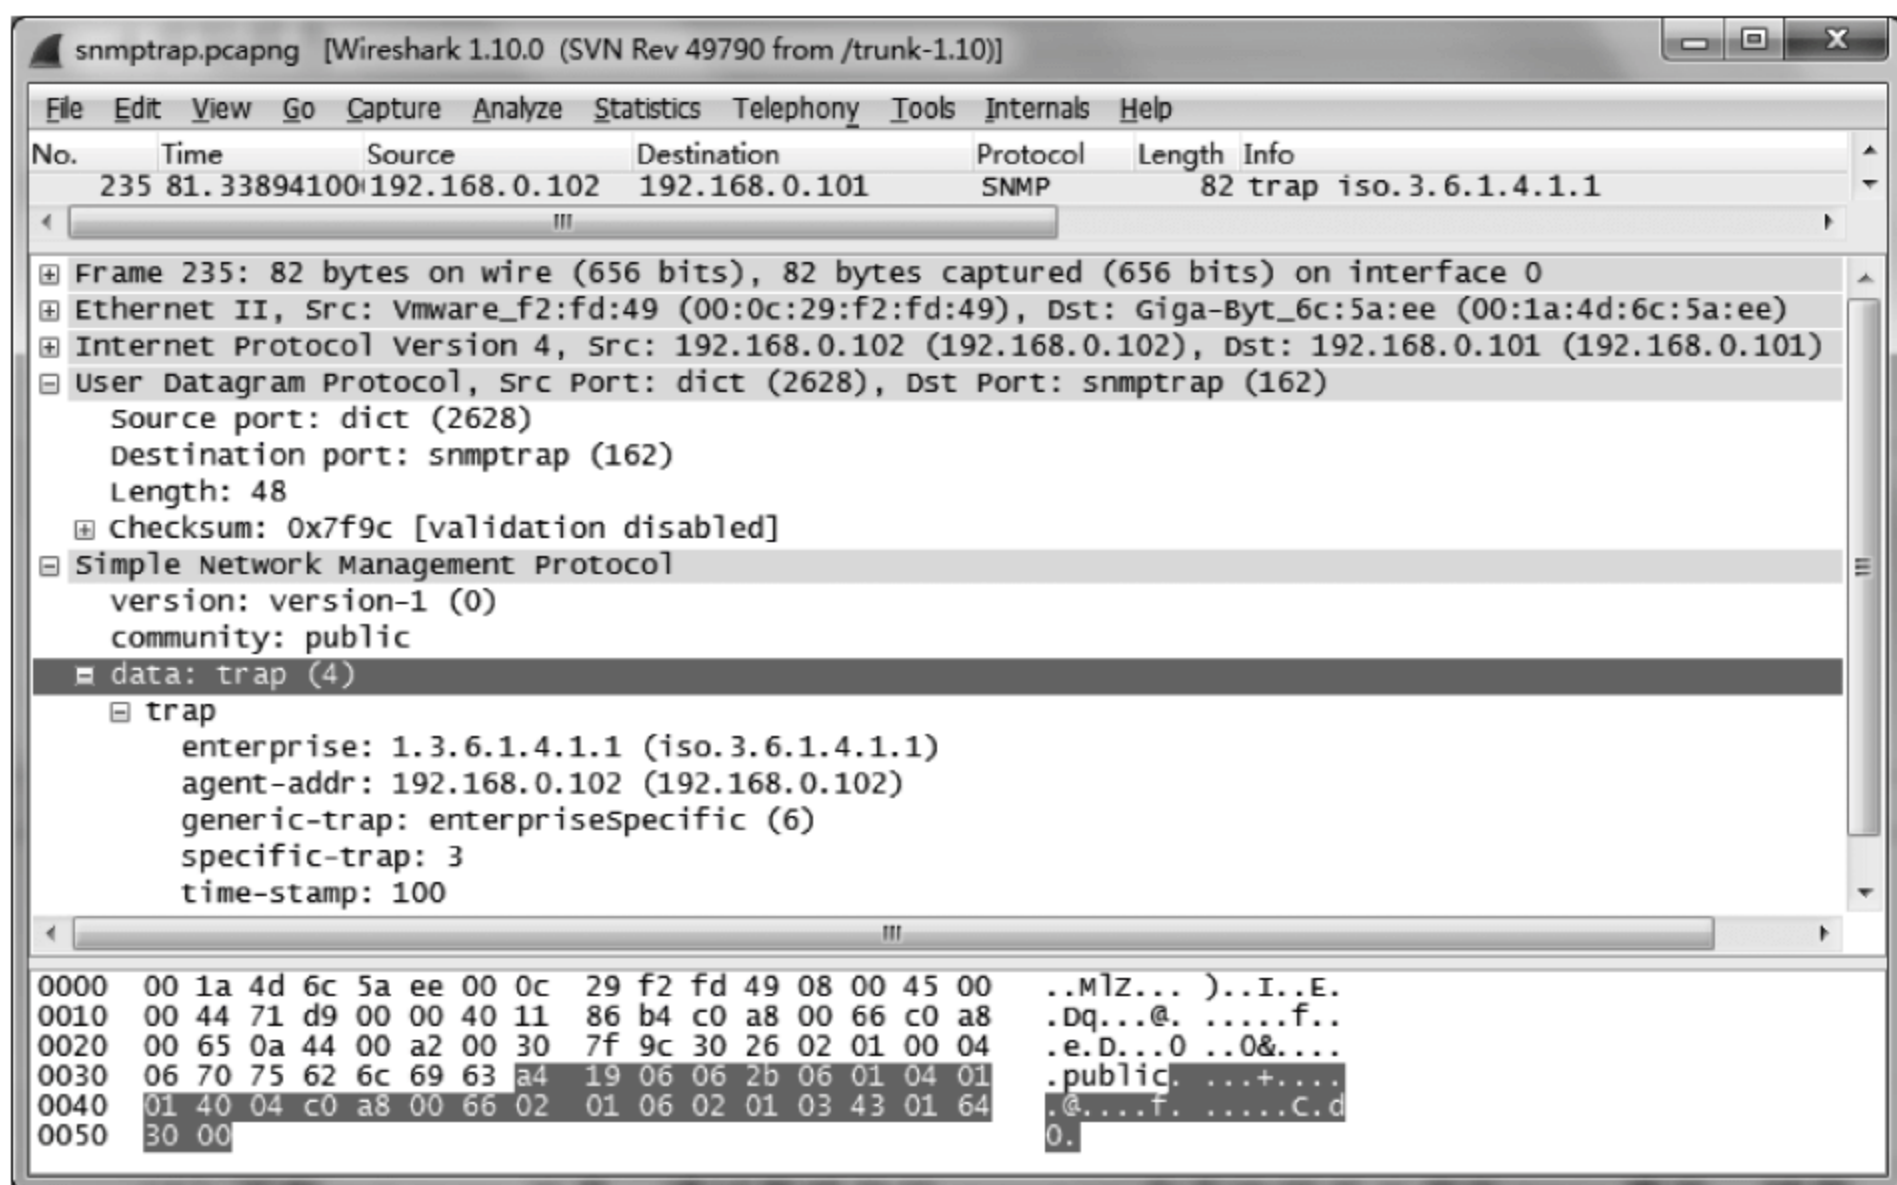 snmptrap.pcapng [Wireshark 1.10.0 (SVN Rev 49790 from /trunk-1.10)]
File Edit View Go Capture Analyze Statistics Telephony Tools Internals Help
No. Time Source Destination Protocol Length Info
235 81.33894100 192.168.0.102 192.168.0.101 SNMP 82 trap iso.3.6.1.4.1.1
Frame 235: 82 bytes on wire (656 bits), 82 bytes captured (656 bits) on interface 0
Ethernet II, Src: Vmware_f2:fd:49 (00:0c:29:f2:fd:49), Dst: Giga-Byt_6c:5a:ee (00:1a:4d:6c:5a:ee)
Internet Protocol Version 4, Src: 192.168.0.102 (192.168.0.102), Dst: 192.168.0.101 (192.168.0.101)
User Datagram Protocol, Src Port: dict (2628), Dst Port: snmptrap (162)
Source port: dict (2628)
Destination port: snmptrap (162)
Length: 48
Checksum: 0x7f9c [validation disabled]
Simple Network Management Protocol
version: version-1 (0)
community: public
data: trap (4)
trap
enterprise: 1.3.6.1.4.1.1 (iso.3.6.1.4.1.1)
agent-addr: 192.168.0.102 (192.168.0.102)
generic-trap: enterpriseSpecific (6)
specific-trap: 3
time-stamp: 100
0000 00 1a 4d 6c 5a ee 00 0c 29 f2 fd 49 08 00 45 00 ..MlZ... )..I..E.
0010 00 44 71 d9 00 00 40 11 86 b4 c0 a8 00 66 c0 a8 .Dq...@. .....f..
0020 00 65 0a 44 00 a2 00 30 7f 9c 30 26 02 01 00 04 .e.D...0 ..0&....
0030 06 70 75 62 6c 69 63 a4 19 06 06 2b 06 01 04 01 .public. ...+....
0040 01 40 04 c0 a8 00 66 02 01 06 02 01 03 43 01 64 .@....f. .....C.d
0050 30 00 0.